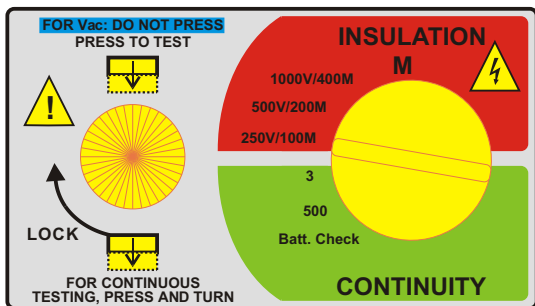 FOR Vac: DO NOT PRESS
PRESS TO TEST
!
LOCK
FOR CONTINUOUS
TESTING, PRESS AND TURN
INSULATION
M
1000V/400M
500V/200M
250V/100M
3
500
Batt. Check
CONTINUITY